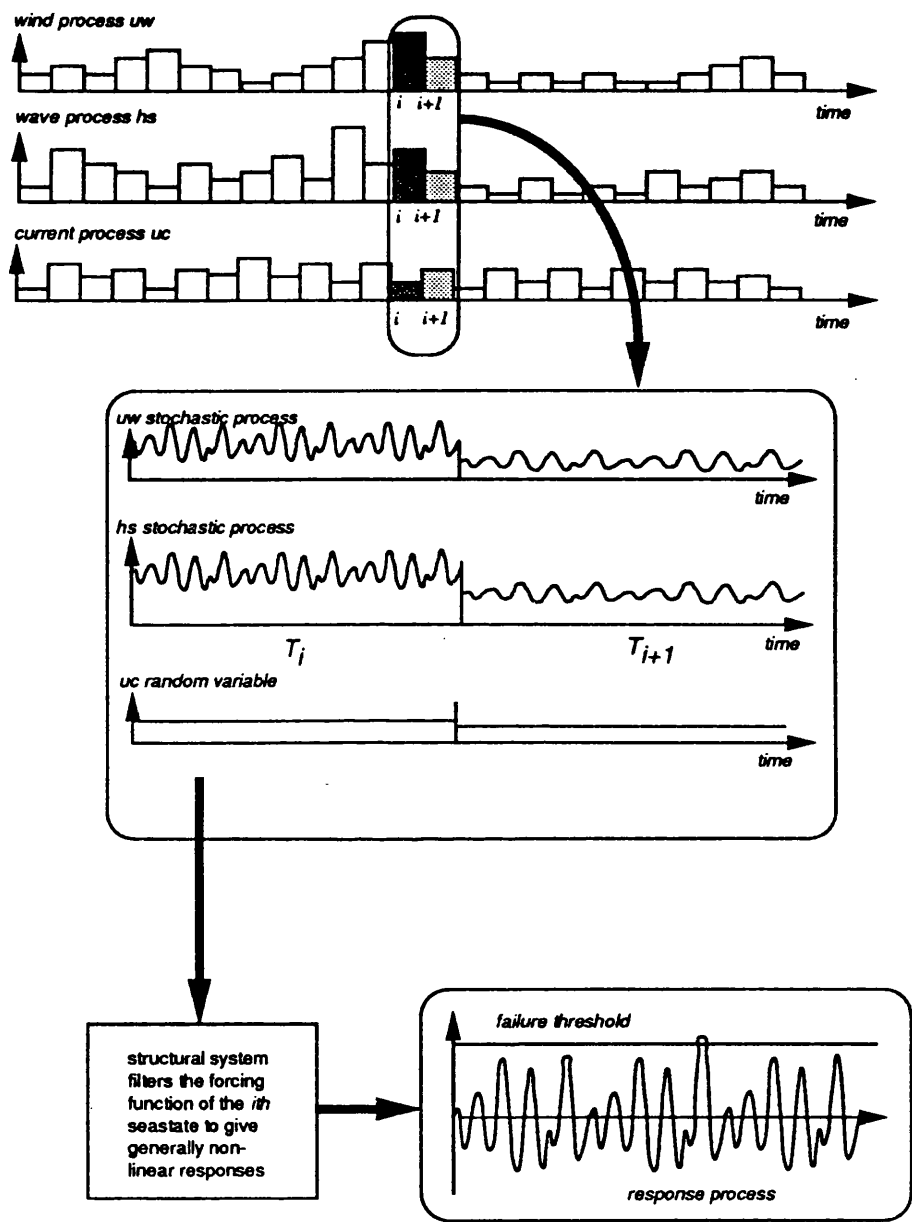 wind process uw
i i+1
time
wave process hs
i i+1
time
current process uc
i i+1
time
uw stochastic process
time
hs stochastic process
T_i
T_{i+1}
time
uc random variable
time
structural system
filters the forcing
function of the ith
seastate to give
generally non-
linear responses
failure threshold
response process